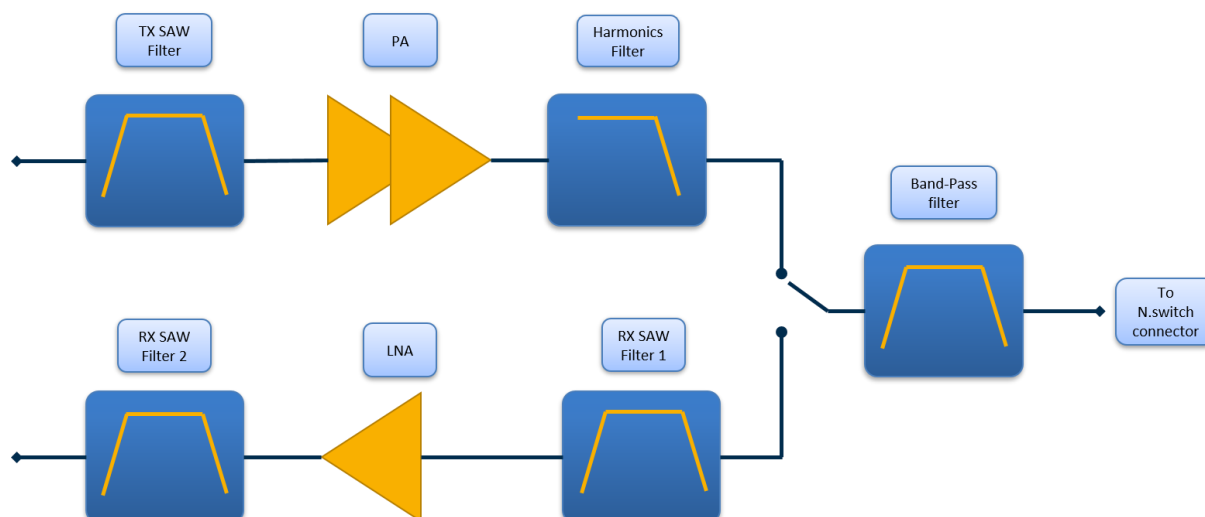 TX SAW
Filter
PA
Harmonics
Filter
Band-Pass
filter
To
N.switch
connector
RX SAW
Filter 2
LNA
RX SAW
Filter 1